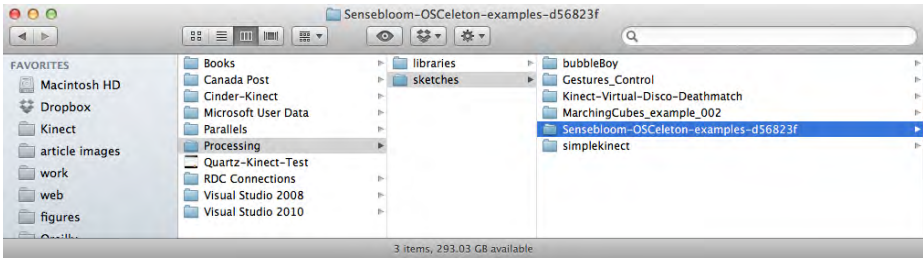 Sensebloom-OSCeleton-examples-d56823f
FAVORITES
Macintosh HD
Dropbox
Kinect
article images
work
web
figures
Books
Canada Post
Cinder-Kinect
Microsoft User Data
Parallels
Processing
Quartz-Kinect-Test
RDC Connections
Visual Studio 2008
Visual Studio 2010
libraries
sketches
bubbleBoy
Gestures_Control
Kinect-Virtual-Disco-Deathmatch
MarchingCubes_example_002
Sensebloom-OSCeleton-examples-d56823f
simplekinect
3 items, 293.03 GB available